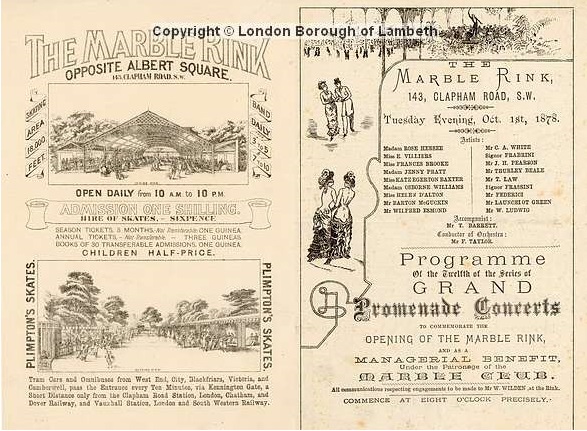 Copyright © London Borough of Lambeth
THE MARBLE RINK
OPPOSITE ALBERT SQUARE.
143, CLAPHAM ROAD, S.W.
SKATING
AREA
18,000
FEET.
BAND
DAILY
OPEN DAILY from 10 A.M. to 10 P.M.
ADMISSION ONE SHILLING.
HIRE OF SKATES. - SIXPENCE
SEASON TICKETS, 3 MONTHS.- Not Transferable. ONE GUINEA.
ANNUAL TICKETS, - Not Transferable. - THREE GUINEAS
BOOKS OF 30 TRANSFERABLE ADMISSIONS, ONE GUINEA.
CHILDREN HALF-PRICE.
PLIMPTON'S SKATES.
PLIMPTON'S SKATES.
Tram Cars and Omnibuses from West End, City, Blackfriars, Victoria, and
Camberwell, pass the Entrance every Ten Minutes, via Kennington Gate, a
Short Distance only from the Clapham Road Station, London, Chatham, and
Dover Railway, and Vauxhall Station, London and South Western Railway.
THE
MARBLE RINK,
143, CLAPHAM ROAD, S.W.
Tuesday Evening, Oct. 1st, 1878.
Artists:
Madam ROSE HERSEE
Miss E. VILLIERS
Miss FRANCES BROOKE
Madam JENNY PRATT
Miss KATE EGERTON BAXTER
Madam OSBORNE WILLIAMS
Miss HELEN D'ALTON
Mr BARTON McGUCKIN
Mr WILFRED ESMOND
Mr C. A. WHITE
Signor FRABRINI
Mr J. H. PEARSON
Mr THURLEY BEALE
Mr T. LAW
Signor FRASSINI
Mr FEDERICI
Mr LAUNCELOT GREEN
Mr W. LUDWIG
Accompanist:
Mr T. BARRETT.
Conductor of Orchestra:
Mr F. TAYLOR.
Programme
Of the Twelfth of the Series of
GRAND
Promenade Concerts
TO COMMEMORATE THE
OPENING OF THE MARBLE RINK,
AND AS A
MANAGERIAL BENEFIT,
Under the Patronage of the
MARBLE CLUB.
All communications respecting engagements to be made to Mr W. WILDEN, at the Rink.
COMMENCE AT EIGHT O'CLOCK PRECISELY.